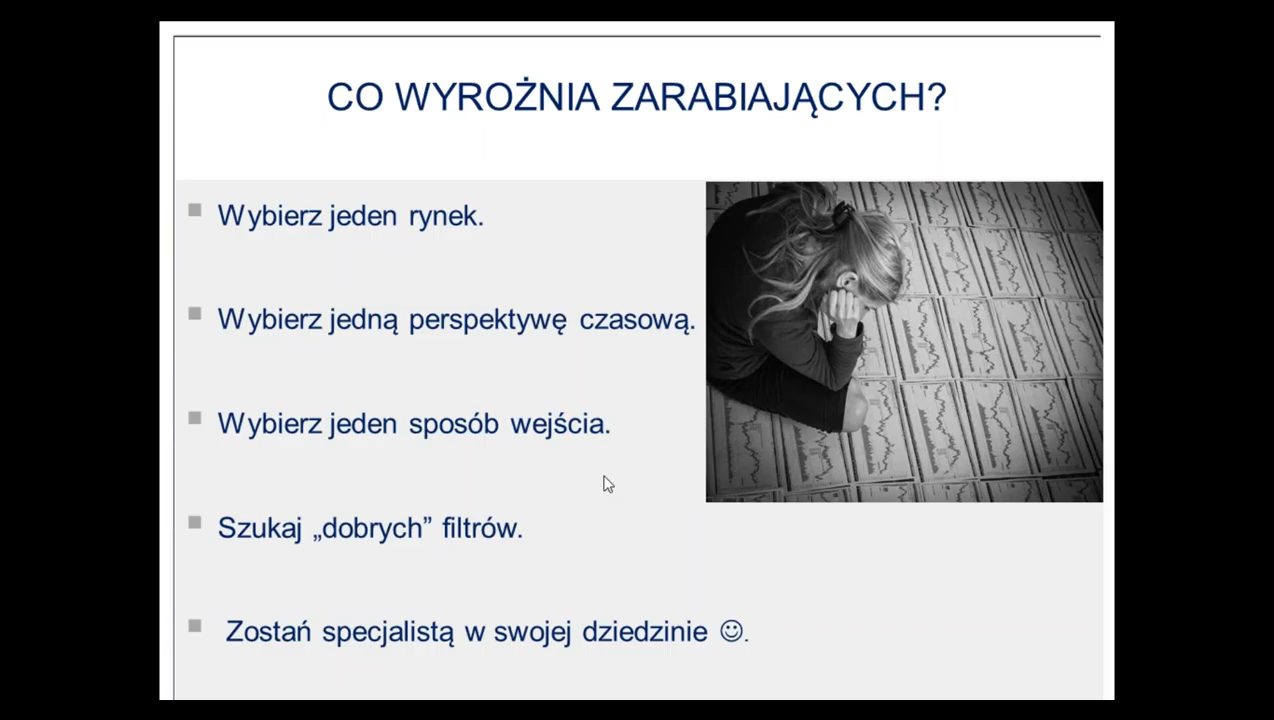 CO WYROŻNIA ZARABIAJĄCYCH?
Wybierz jeden rynek.
Wybierz jedną perspektywę czasową.
Wybierz jeden sposób wejścia.
Szukaj „dobrych” filtrów.
Zostań specjalistą w swojej dziedzinie ☺.